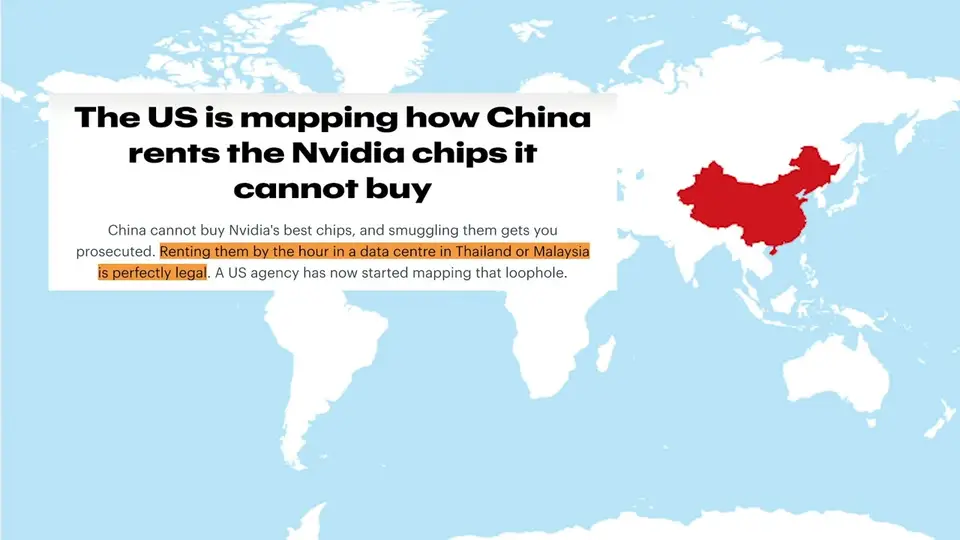 The US is mapping how China
rents the Nvidia chips it
cannot buy
China cannot buy Nvidia's best chips, and smuggling them gets you
prosecuted. Renting them by the hour in a data centre in Thailand or Malaysia
is perfectly legal. A US agency has now started mapping that loophole.